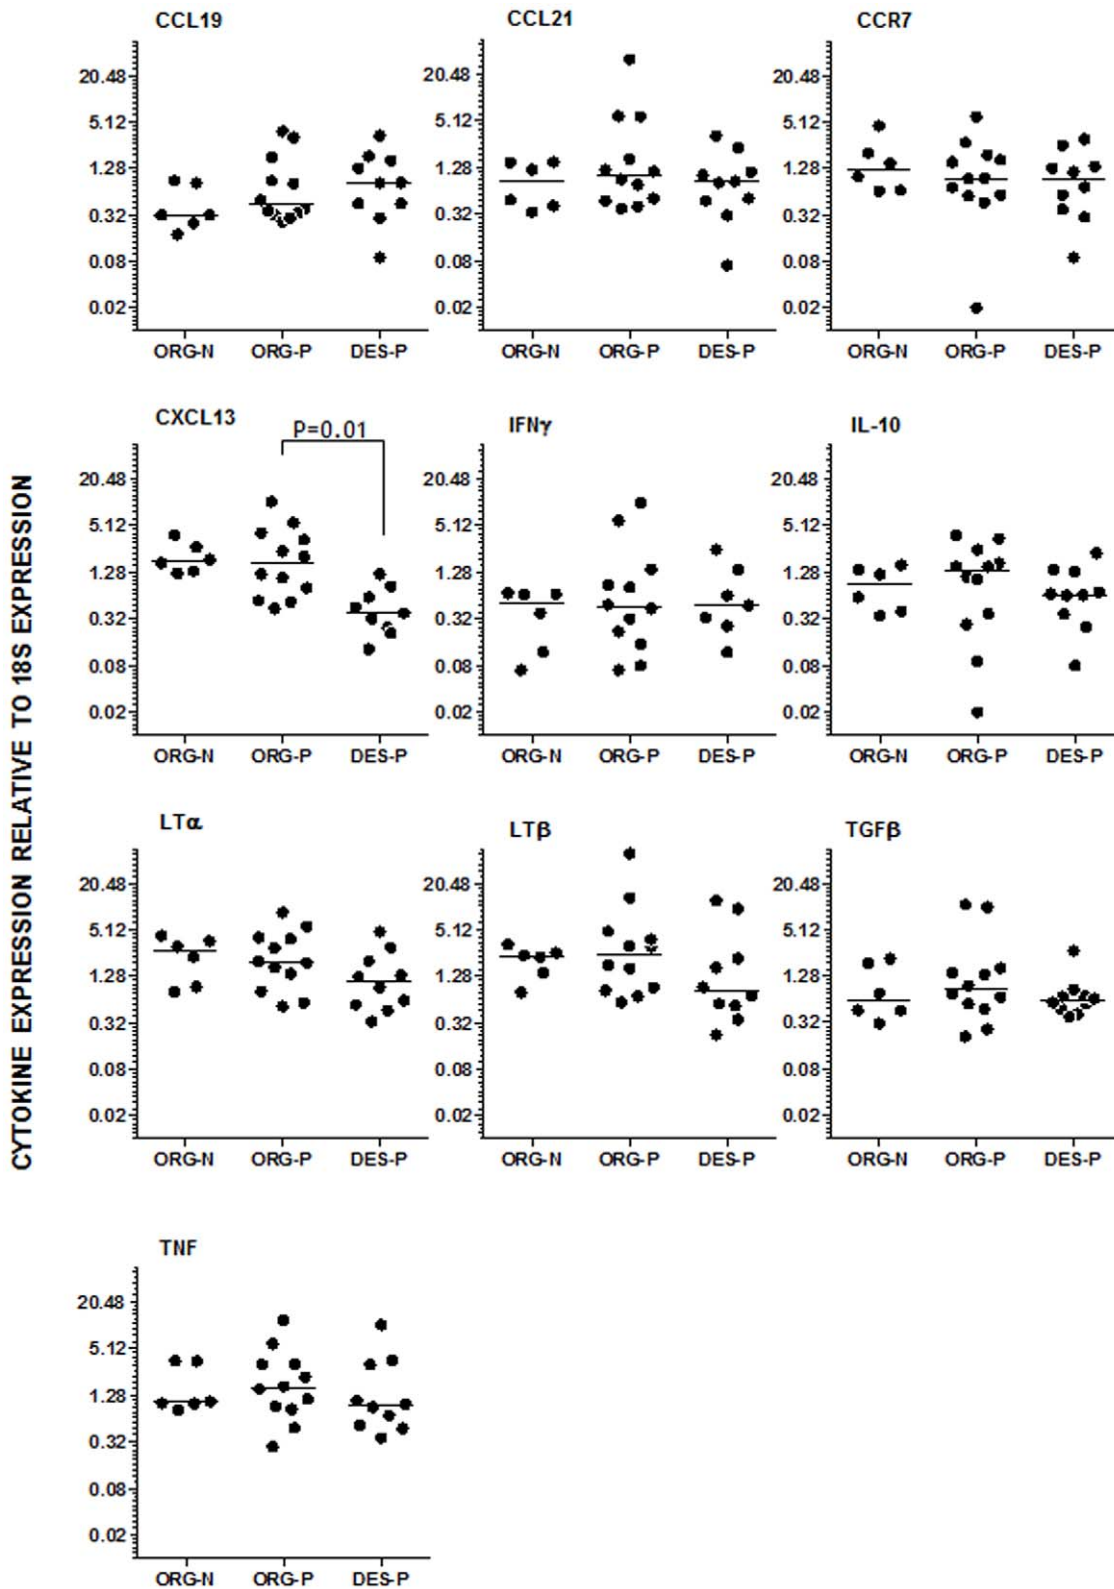 CYTOKINE EXPRESSION RELATIVE TO 18S EXPRESSION
CCL19
20.48
5.12
1.28
0.32
0.08
0.02
ORG-N ORG-P DES-P
CCL21
20.48
5.12
1.28
0.32
0.08
0.02
ORG-N ORG-P DES-P
CCR7
20.48
5.12
1.28
0.32
0.08
0.02
ORG-N ORG-P DES-P
CXCL13
P=0.01
20.48
5.12
1.28
0.32
0.08
0.02
ORG-N ORG-P DES-P
IFNγ
20.48
5.12
1.28
0.32
0.08
0.02
ORG-N ORG-P DES-P
IL-10
20.48
5.12
1.28
0.32
0.08
0.02
ORG-N ORG-P DES-P
LTα
20.48
5.12
1.28
0.32
0.08
0.02
ORG-N ORG-P DES-P
LTβ
20.48
5.12
1.28
0.32
0.08
0.02
ORG-N ORG-P DES-P
TGFβ
20.48
5.12
1.28
0.32
0.08
0.02
ORG-N ORG-P DES-P
TNF
20.48
5.12
1.28
0.32
0.08
0.02
ORG-N ORG-P DES-P